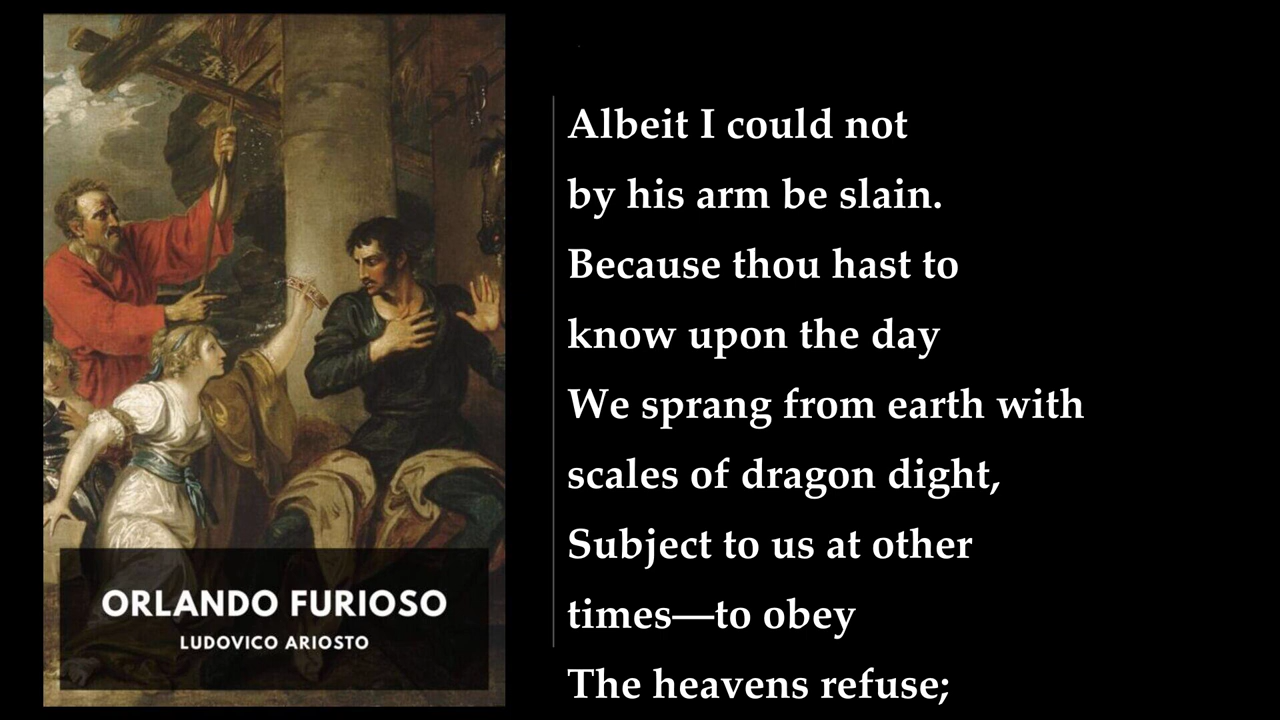 ORLANDO FURIOSO
LUDOVICO ARIOSTO
Albeit I could not
by his arm be slain.
Because thou hast to
know upon the day
We sprang from earth with
scales of dragon dight,
Subject to us at other
times—to obey
The heavens refuse;